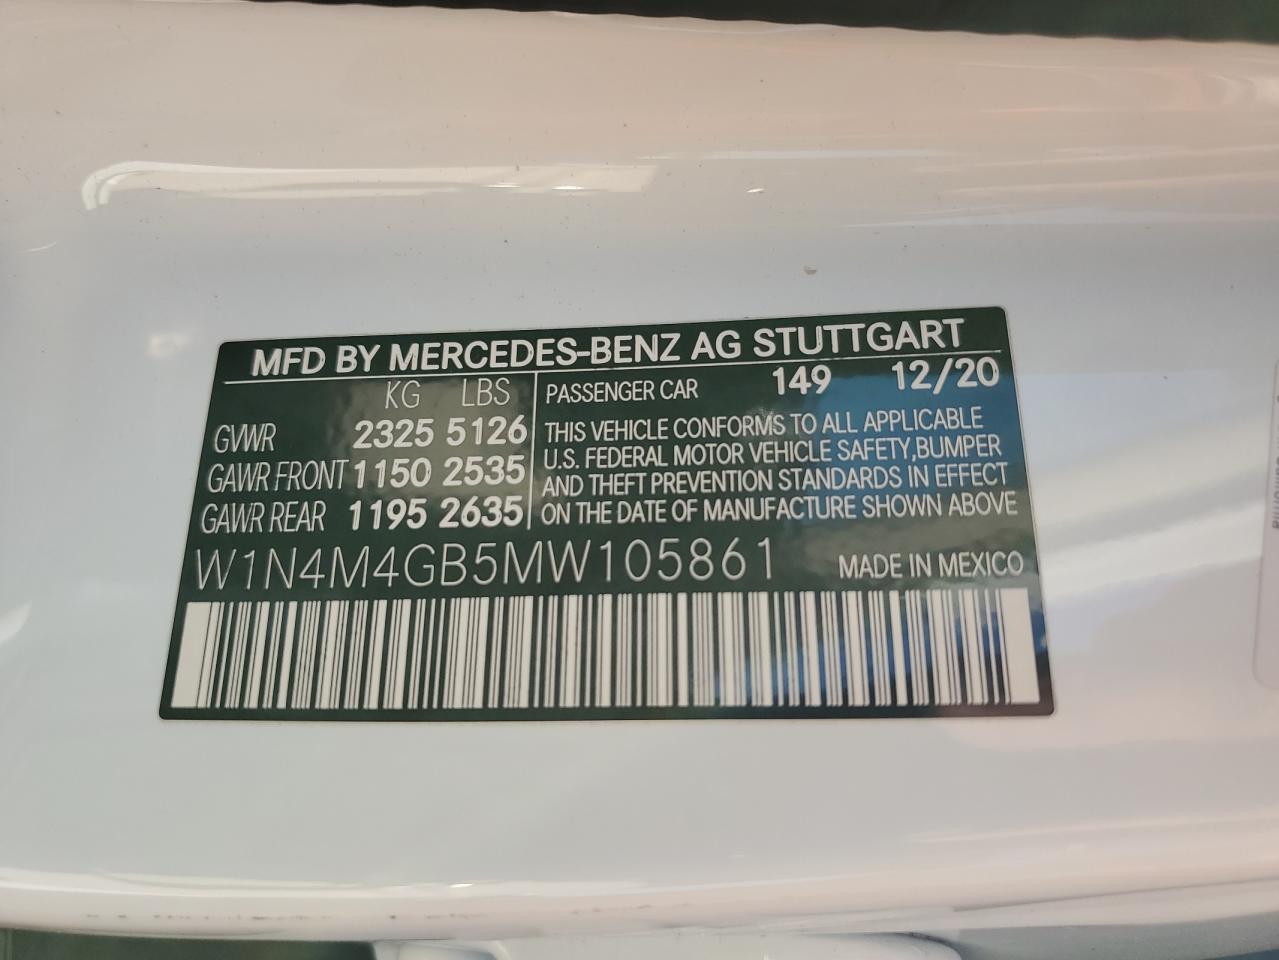 MFD BY MERCEDES-BENZ AG STUTTGART
KG LBS
GVWR 2325 5126
GAWR FRONT 1150 2535
GAWR REAR 1195 2635
PASSENGER CAR 149 12/20
THIS VEHICLE CONFORMS TO ALL APPLICABLE
U.S. FEDERAL MOTOR VEHICLE SAFETY,BUMPER
AND THEFT PREVENTION STANDARDS IN EFFECT
ON THE DATE OF MANUFACTURE SHOWN ABOVE
W1N4M4GB5MW105861 MADE IN MEXICO